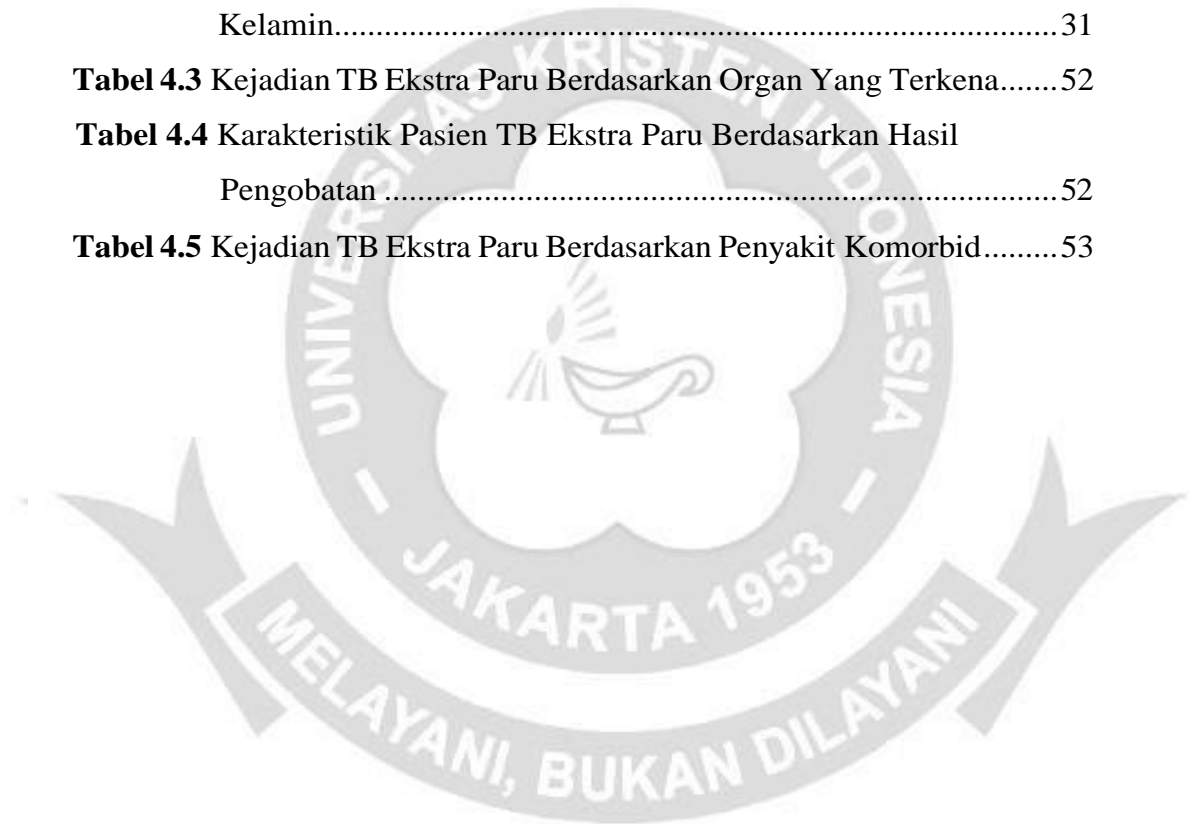 Kelamin.......................................................................... 31
Tabel 4.3 Kejadian TB Ekstra Paru Berdasarkan Organ Yang Terkena....... 52
Tabel 4.4 Karakteristik Pasien TB Ekstra Paru Berdasarkan Hasil
Pengobatan ..................................................................... 52
Tabel 4.5 Kejadian TB Ekstra Paru Berdasarkan Penyakit Komorbid......... 53
UNIVERSITAS KRISTEN INDONESIA
- JAKARTA 1953 -
MELAYANI, BUKAN DILAYANI